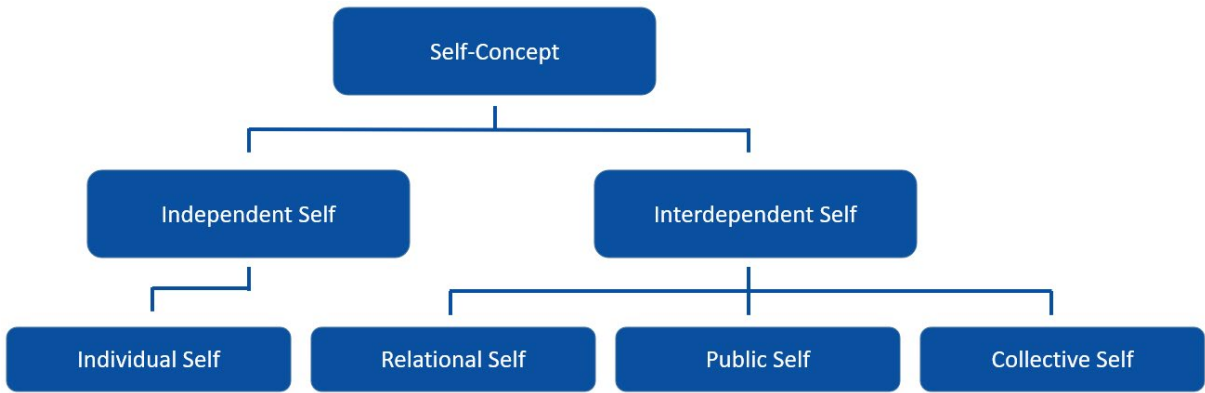 Self-Concept
Independent Self
Interdependent Self
Individual Self
Relational Self
Public Self
Collective Self